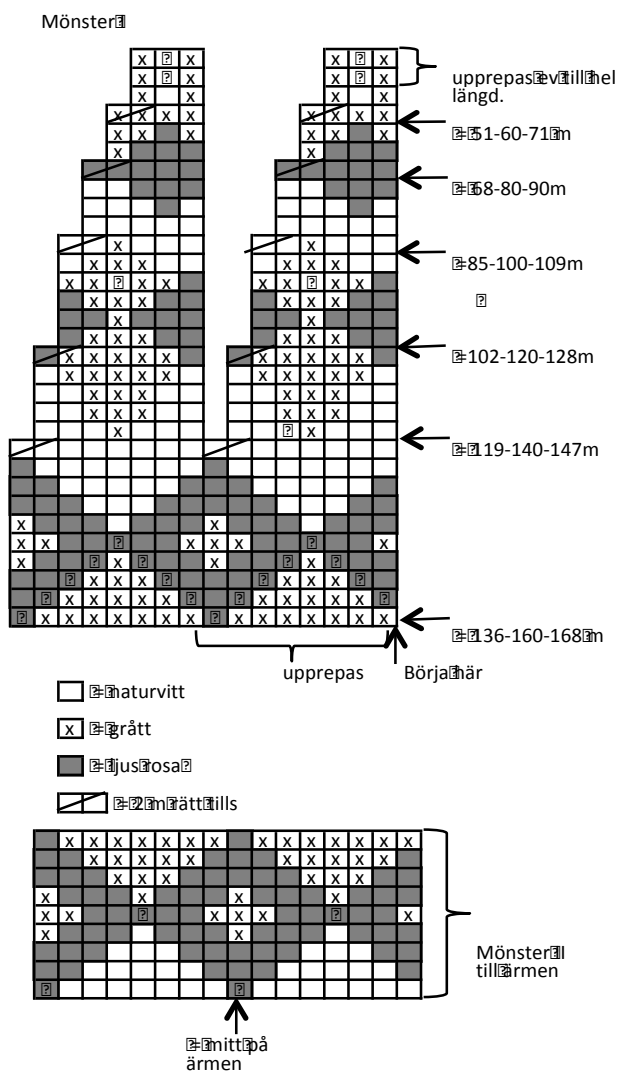 Mönster
upprepas ev till hel
längd.
= 51-60-71 m
= 68-80-90m
=85-100-109m
=102-120-128m
= 119-140-147m
= 136-160-168 m
upprepas
Börja här
= naturvitt
x = grått
= ljus rosa
= 2 m rätt tills
Mönster II
till ärmen
= mitt på
ärmen